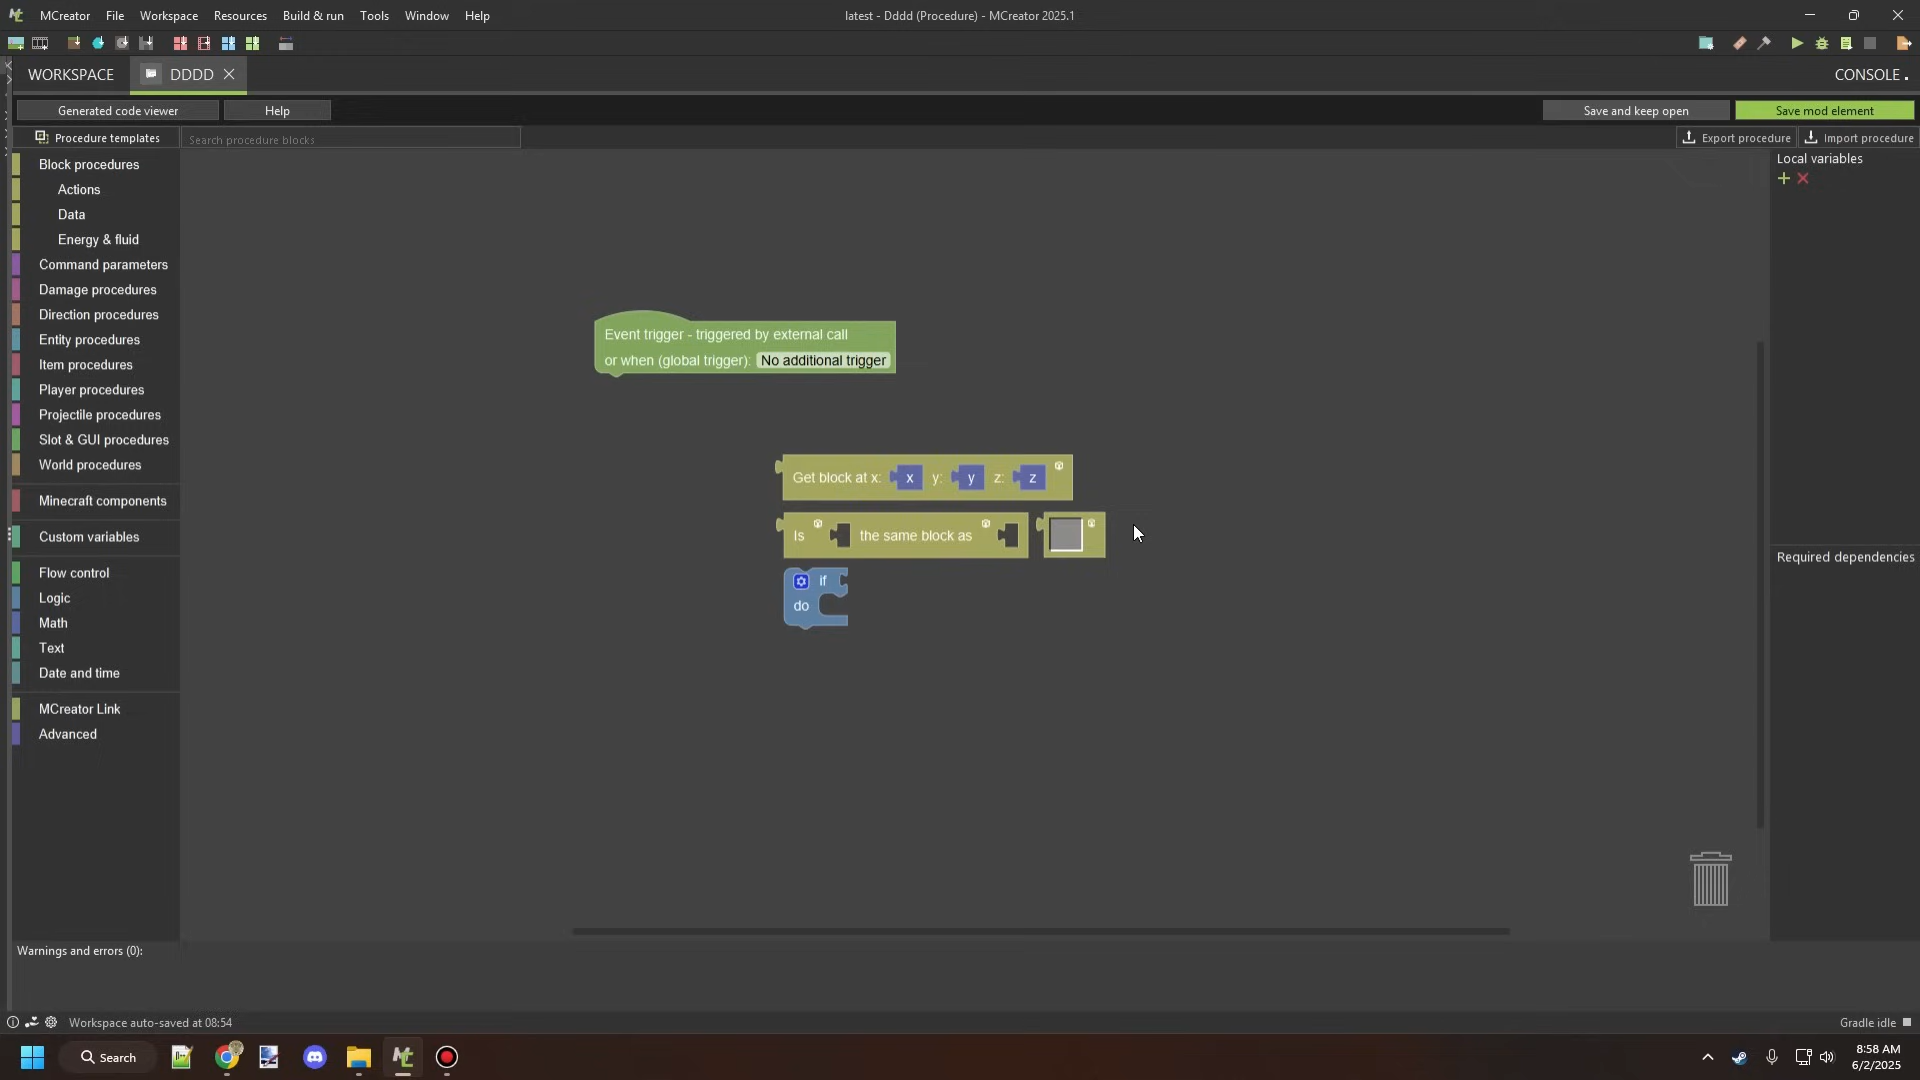 MCreator File Workspace Resources Build & run Tools Window Help
latest - Dddd (Procedure) - MCreator 2025.1
WORKSPACE
DDDD
CONSOLE
Generated code viewer
Help
Save and keep open
Save mod element
Procedure templates
Search procedure blocks
Export procedure
Import procedure
Block procedures
Actions
Data
Energy & fluid
Command parameters
Damage procedures
Direction procedures
Entity procedures
Item procedures
Player procedures
Projectile procedures
Slot & GUI procedures
World procedures
Minecraft components
Custom variables
Flow control
Logic
Math
Text
Date and time
MCreator Link
Advanced
Event trigger - triggered by external call
or when (global trigger): No additional trigger
Get block at x: x y: y z: z
Is the same block as
if
do
Local variables
Required dependencies
Warnings and errors (0):
Workspace auto-saved at 08:54
Gradle idle
Search
8:58 AM
6/2/2025